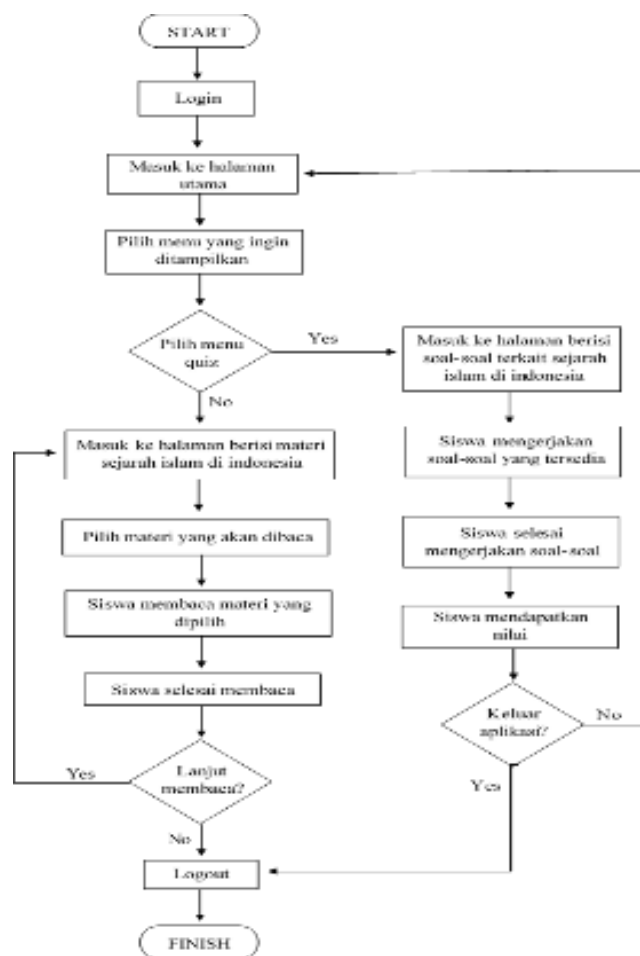 START
Login
Masuk ke halaman
utama
Pilih menu yang ingin
ditampilkan
Pilih menu
quiz
Yes
No
Masuk ke halaman berisi
soal-soal terkait sejarah
islam di indonesia
Siswa mengerjakan
soal-soal yang tersedia
Siswa selesai
mengerjakan soal-soal
Siswa mendapatkan
nilai
Keluar
aplikasi?
No
Yes
Masuk ke halaman berisi materi
sejarah islam di indonesia
Pilih materi yang akan dibaca
Siswa membaca materi yang
dipilih
Siswa selesai membaca
Lanjut
membaca?
Yes
No
Logout
FINISH